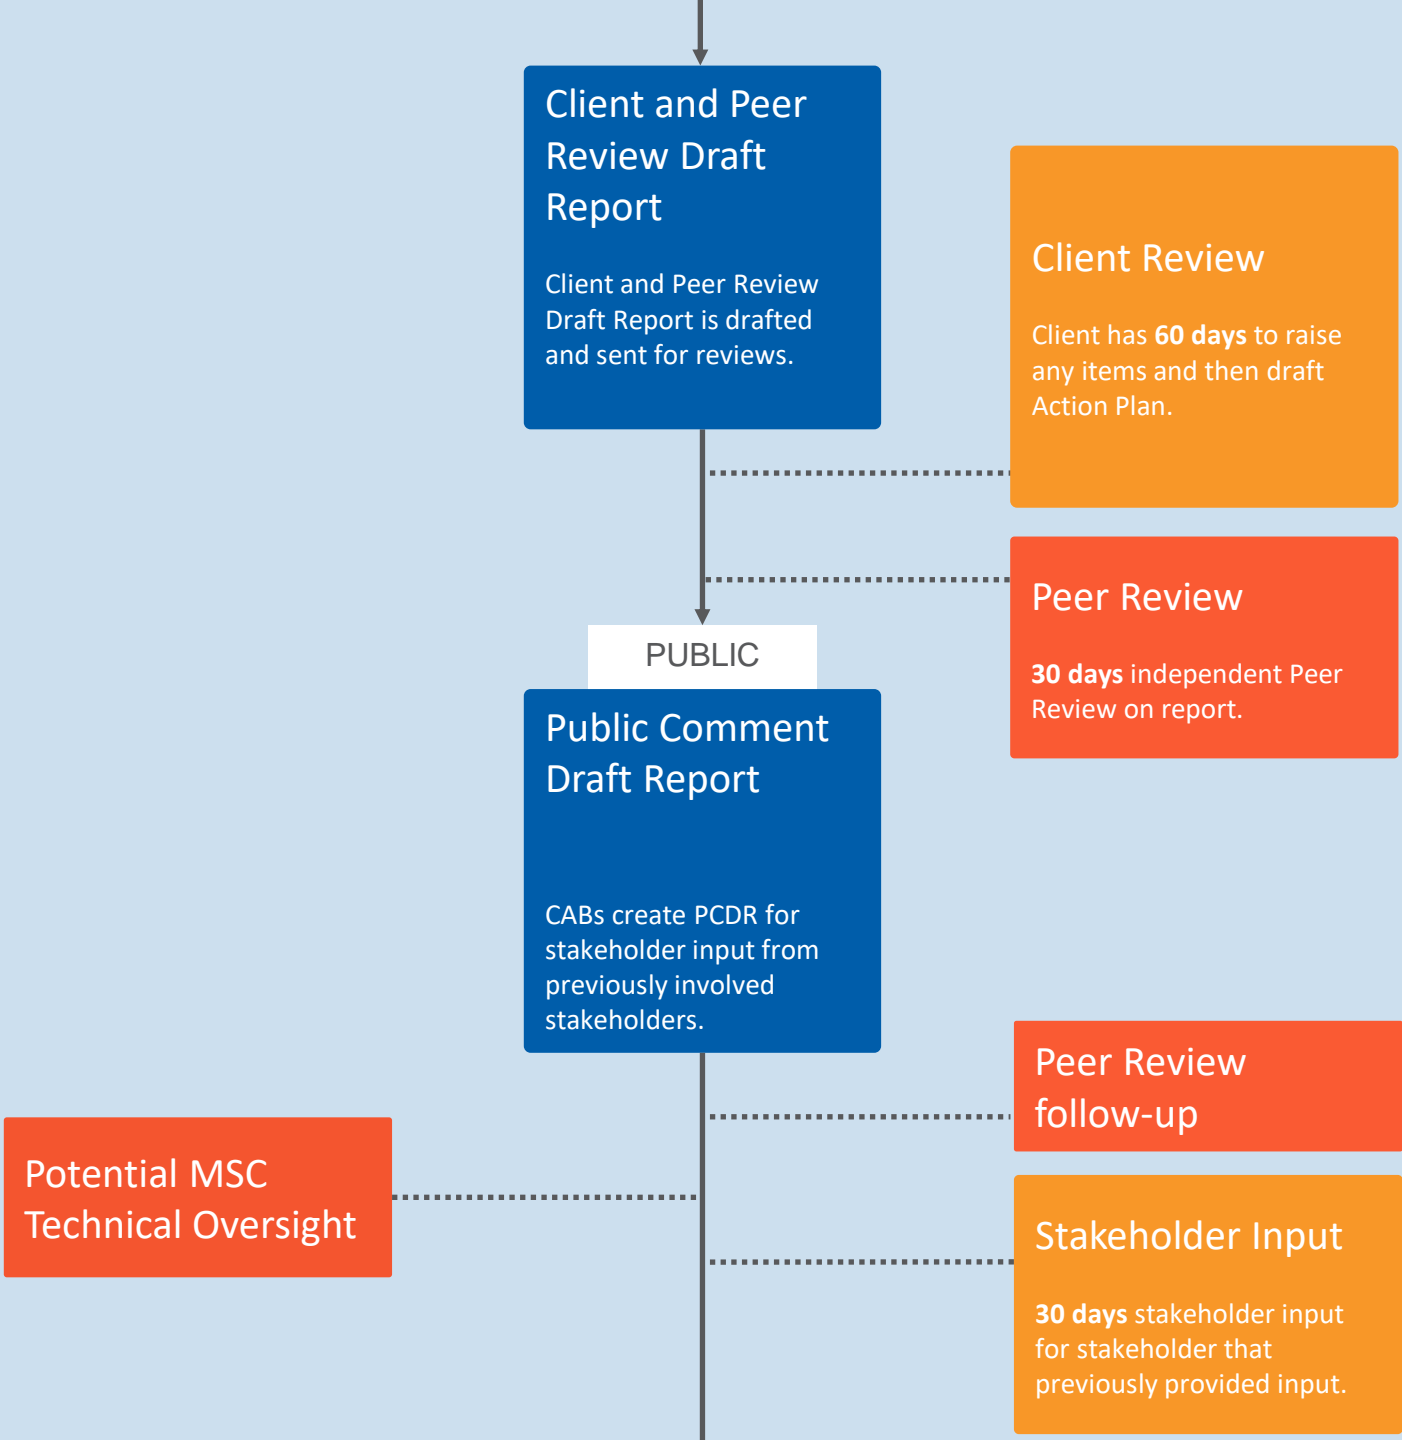 Client and Peer
Review Draft
Report
Client and Peer Review
Draft Report is drafted
and sent for reviews.
Client Review
Client has 60 days to raise
any items and then draft
Action Plan.
Peer Review
30 days independent Peer
Review on report.
PUBLIC
Public Comment
Draft Report
CABs create PCDR for
stakeholder input from
previously involved
stakeholders.
Peer Review
follow-up
Potential MSC
Technical Oversight
Stakeholder Input
30 days stakeholder input
for stakeholder that
previously provided input.